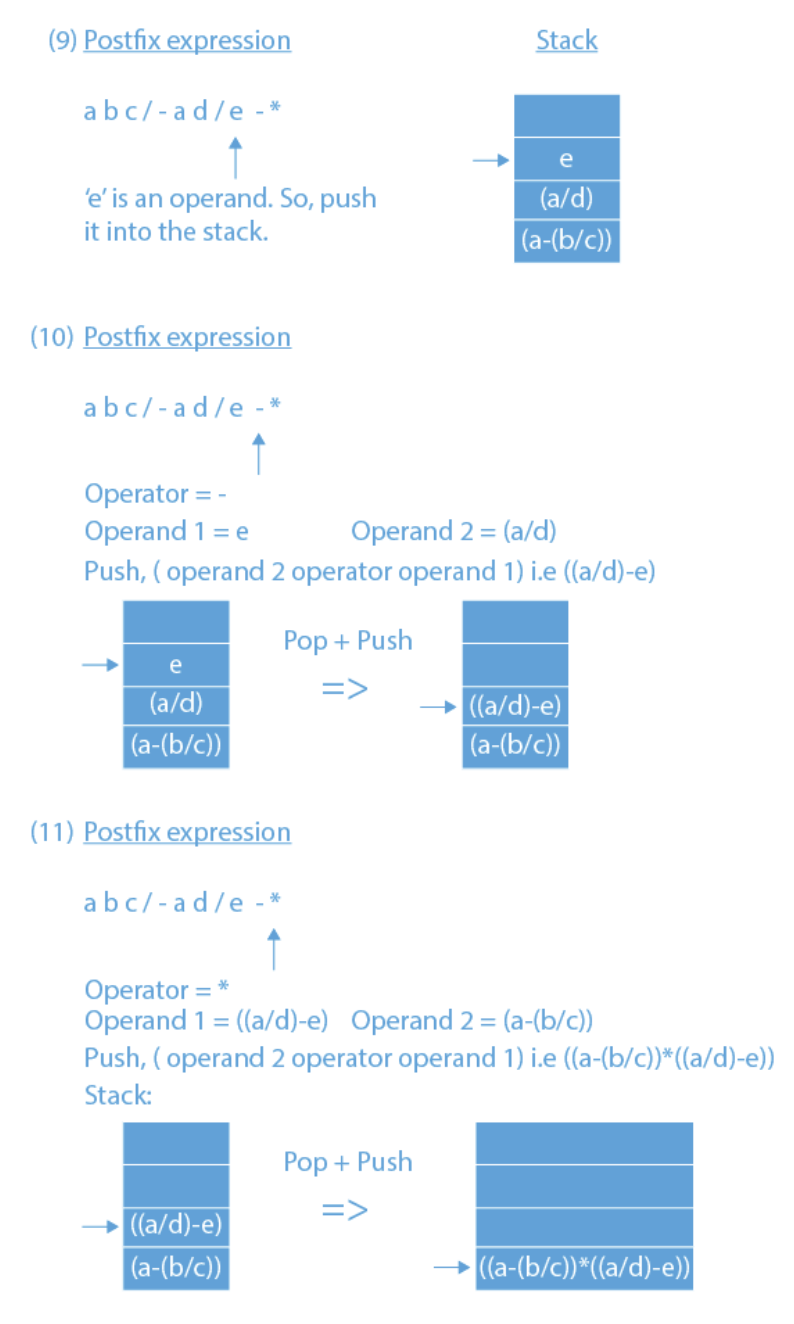 (9) Postfix expression Stack
a b c / - a d / e - *
e
'e' is an operand. So, push
(a/d)
it into the stack.
(a-(b/c))
(10) Postfix expression
a b c / - a d / e - *
Operator = -
Operand 1 = e Operand 2 = (a/d)
Push, ( operand 2 operator operand 1) i.e ((a/d)-e)
Pop + Push
e
=>
(a/d)
((a/d)-e)
(a-(b/c))
(a-(b/c))
(11) Postfix expression
a b c / - a d / e - *
Operator = *
Operand 1 = ((a/d)-e) Operand 2 = (a-(b/c))
Push, ( operand 2 operator operand 1) i.e ((a-(b/c))*((a/d)-e))
Stack:
Pop + Push
=>
((a/d)-e)
(a-(b/c))
((a-(b/c))*((a/d)-e))